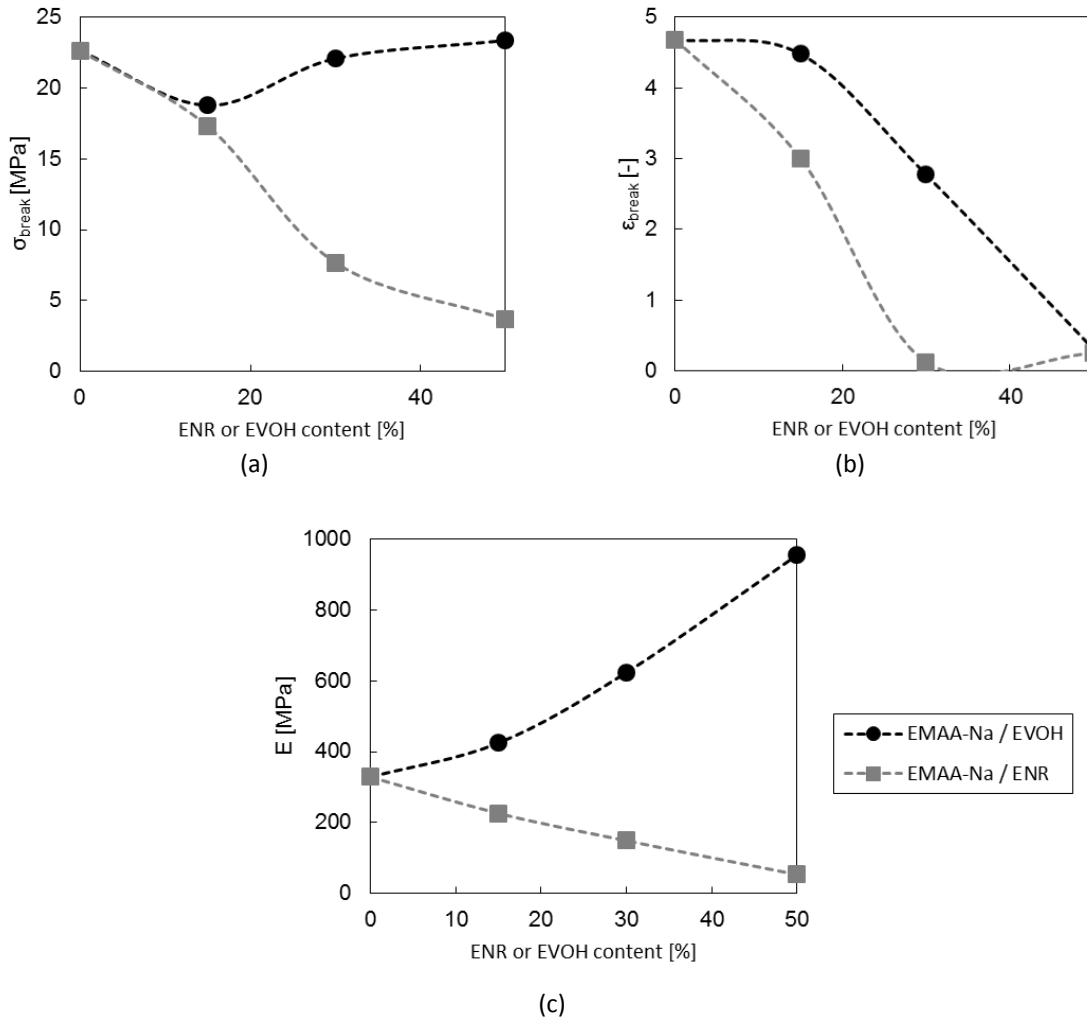 25
20
15
10
5
0
σbreak [MPa]
0
20
40
ENR or EVOH content [%]
(a)
5
4
3
2
1
0
εbreak [-]
0
20
40
ENR or EVOH content [%]
(b)
1000
800
600
400
200
0
E [MPa]
0
10
20
30
40
50
ENR or EVOH content [%]
(c)
EMAA-Na / EVOH
EMAA-Na / ENR